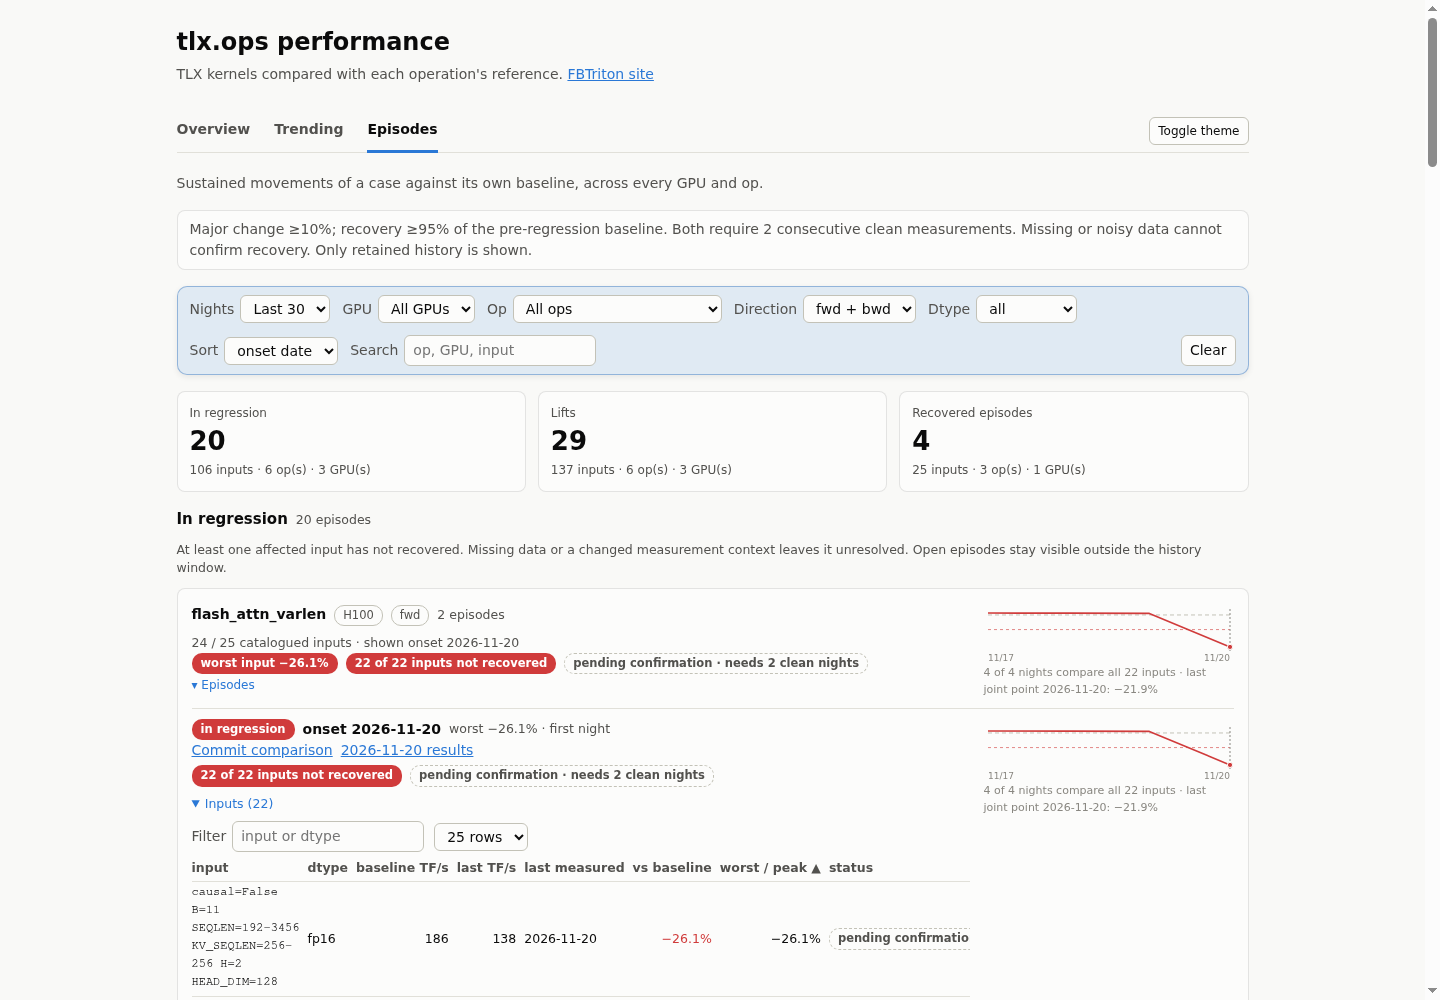 tlx.ops performance
TLX kernels compared with each operation's reference. FBTriton site
Overview Trending Episodes Toggle theme
Sustained movements of a case against its own baseline, across every GPU and op.
Major change ≥10%; recovery ≥95% of the pre-regression baseline. Both require 2 consecutive clean measurements. Missing or noisy data cannot
confirm recovery. Only retained history is shown.
Nights Last 30 GPU All GPUs Op All ops Direction fwd + bwd Dtype all
Sort onset date Search op, GPU, input Clear
In regression
20
106 inputs · 6 op(s) · 3 GPU(s)
Lifts
29
137 inputs · 6 op(s) · 3 GPU(s)
Recovered episodes
4
25 inputs · 3 op(s) · 1 GPU(s)
In regression 20 episodes
At least one affected input has not recovered. Missing data or a changed measurement context leaves it unresolved. Open episodes stay visible outside the history
window.
flash_attn_varlen H100 fwd 2 episodes
24 / 25 catalogued inputs · shown onset 2026-11-20
worst input −26.1% 22 of 22 inputs not recovered pending confirmation · needs 2 clean nights
▾ Episodes
11/17 11/20
4 of 4 nights compare all 22 inputs · last
joint point 2026-11-20: −21.9%
in regression onset 2026-11-20 worst −26.1% · first night
Commit comparison 2026-11-20 results
22 of 22 inputs not recovered pending confirmation · needs 2 clean nights
▼ Inputs (22)
11/17 11/20
4 of 4 nights compare all 22 inputs · last
joint point 2026-11-20: −21.9%
Filter input or dtype 25 rows
input dtype baseline TF/s last TF/s last measured vs baseline worst / peak ▲ status
causal=False
B=11
SEQLEN=192-3456
KV_SEQLEN=256-
256 H=2
HEAD_DIM=128
fp16 186 138 2026-11-20 −26.1% −26.1% pending confirmatio